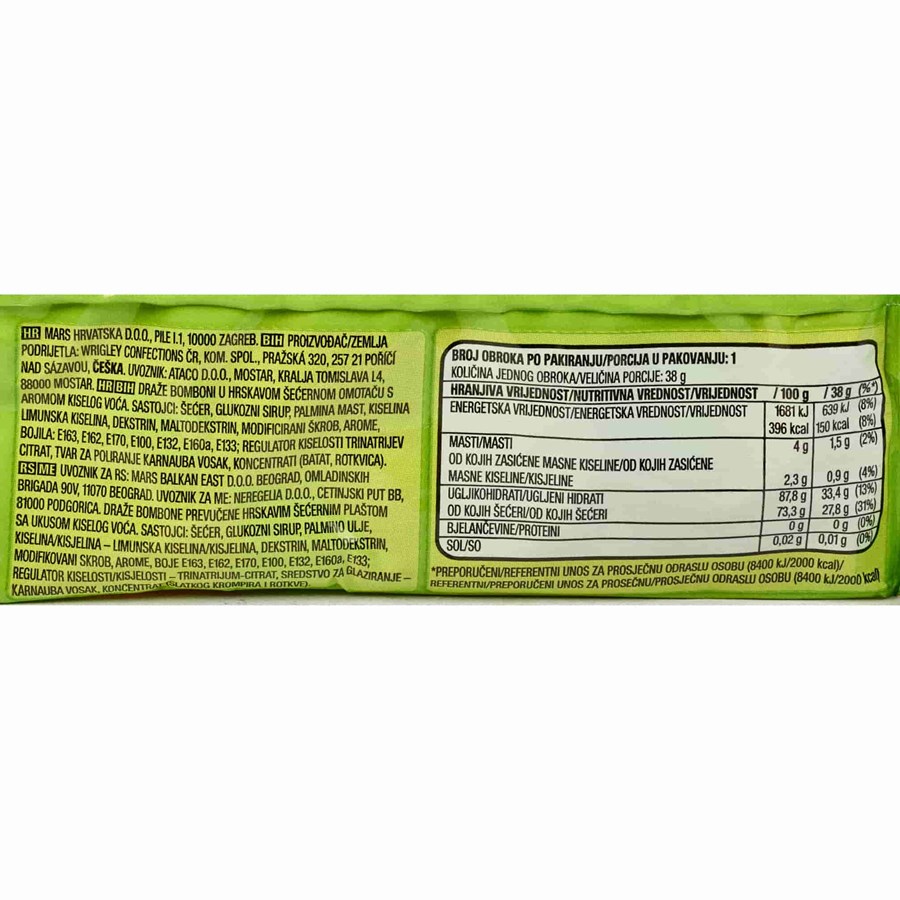 HR MARS HRVATSKA D.O.O., PILE I.1, 10000 ZAGREB. BIH PROIZVOĐAČ/ZEMLJA
PODRIJETLA: WRIGLEY CONFECTIONS ČR, KOM. SPOL., PRAŽSKÁ 320, 257 21 POŘÍČÍ
NAD SÁZAVOU, ČEŠKA. UVOZNIK: ATACO D.O.O., MOSTAR, KRALJA TOMISLAVA L4,
88000 MOSTAR. HR/BIH DRAŽE BOMBONI U HRSKAVOM ŠEĆERNOM OMOTAČU S
AROMOM KISELOG VOĆA. SASTOJCI: ŠEĆER, GLUKOZNI SIRUP, PALMINA MAST, KISELINA
LIMUNSKA KISELINA, DEKSTRIN, MALTODEKSTRIN, MODIFICIRANI ŠKROB, AROME,
BOJILA: E163, E162, E170, E100, E132, E160a, E133; REGULATOR KISELOSTI TRINATRIJEV
CITRAT, TVAR ZA POLIRANJE KARNAUBA VOSAK, KONCENTRATI (BATAT, ROTKVICA).
RS ME UVOZNIK ZA RS: MARS BALKAN EAST D.O.O. BEOGRAD, OMLADINSKIH
BRIGADA 90V, 11070 BEOGRAD. UVOZNIK ZA ME: NEREGELIA D.O.O., CETINJSKI PUT BB,
81000 PODGORICA. DRAŽE BOMBONE PREVUČENE HRSKAVIM ŠEĆERNIM PLAŠTOM
SA UKUSOM KISELOG VOĆA. SASTOJCI: ŠEĆER, GLUKOZNI SIRUP, PALMINO ULJE,
KISELINA/KISJELINA – LIMUNSKA KISELINA/KISJELINA, DEKSTRIN, MALTODEKSTRIN,
MODIFIKOVANI SKROB, AROME, BOJE E163, E162, E170, E100, E132, E160a, E133;
REGULATOR KISELOSTI/KISJELOSTI – TRINATRIJUM-CITRAT, SREDSTVO ZA GLAZIRANJE –
KARNAUBA VOSAK, KONCENTRATI (SLATKOG KROMPIRA I ROTKVE).
BROJ OBROKA PO PAKIRANJU/PORCIJA U PAKOVANJU: 1
KOLIČINA JEDNOG OBROKA/VELIČINA PORCIJE: 38 g
HRANJIVA VRIJEDNOST/NUTRITIVNA VREDNOST/VRIJEDNOST / 100 g / 38 g (%*)
ENERGETSKA VRIJEDNOST/ENERGETSKA VREDNOST/VRIJEDNOST 1681 kJ 639 kJ (8%)
396 kcal 150 kcal (8%)
MASTI/MASTI 4 g 1,5 g (2%)
OD KOJIH ZASIĆENE MASNE KISELINE/OD KOJIH ZASIĆENE
MASNE KISELINE/KISJELINE 2,3 g 0,9 g (4%)
UGLJIKOHIDRATI/UGLJENI HIDRATI 87,8 g 33,4 g (13%)
OD KOJIH ŠEĆERI/OD KOJIH ŠEĆERI 73,3 g 27,8 g (31%)
BJELANČEVINE/PROTEINI 0 g 0 g (0%)
SOL/SO 0,02 g 0,01 g (0%)
*PREPORUČENI/REFERENTNI UNOS ZA PROSJEČNU ODRASLU OSOBU (8400 kJ/2000 kcal)/
REFERENTNI/PREPORUČENI UNOS ZA PROSEČNU/PROSJEČNU ODRASLU OSOBU (8400 kJ/2000 kcal)